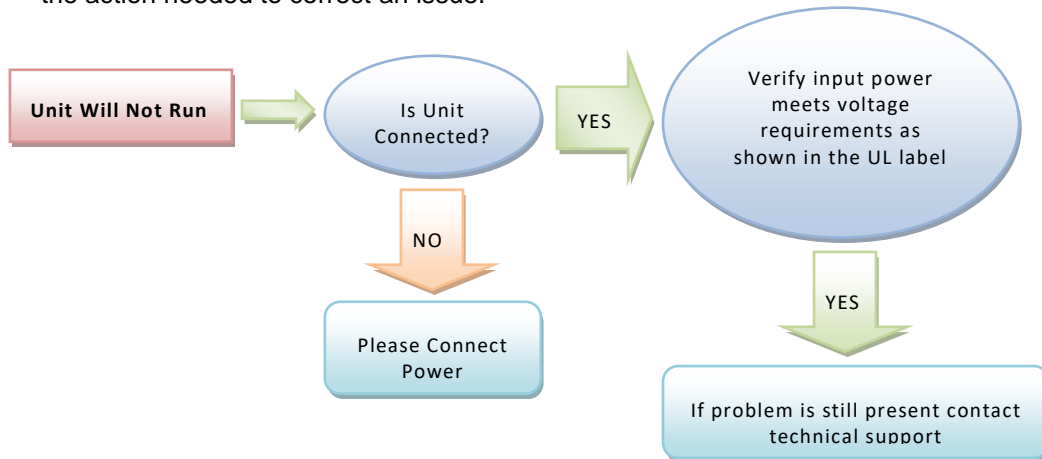 the action needed to correct an issue.
Unit Will Not Run
Is Unit
Connected?
YES
Verify input power
meets voltage
requirements as
shown in the UL label
NO
YES
Please Connect
Power
If problem is still present contact
technical support